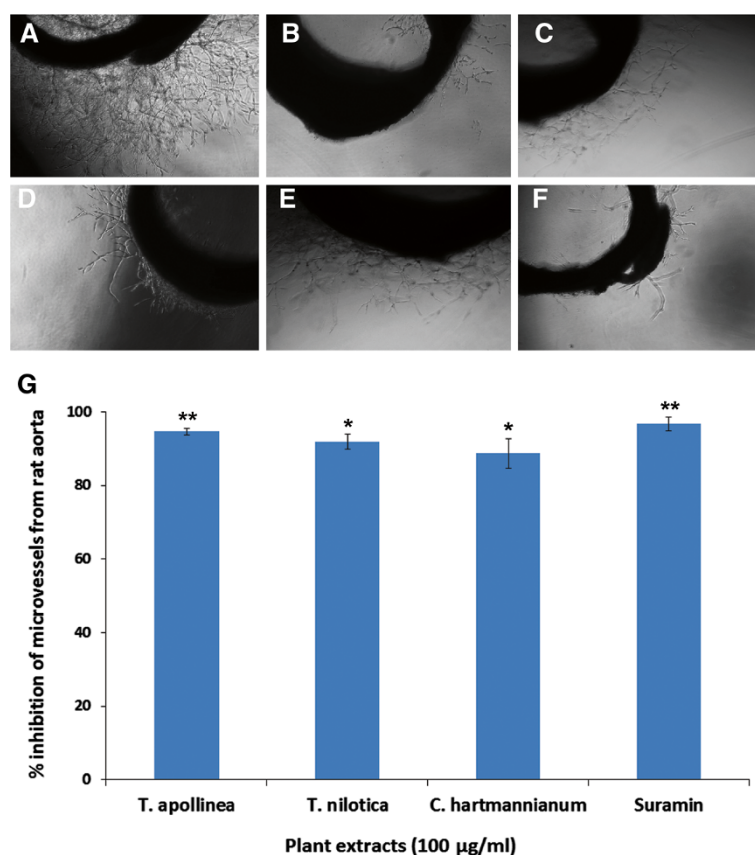 A
B
C
D
E
F
G
% inhibition of microvessels from rat aorta
100
80
60
40
20
0
**
*
*
**
T. apollinea
T. nilotica
C. hartmannianum
Suramin
Plant extracts (100 µg/ml)